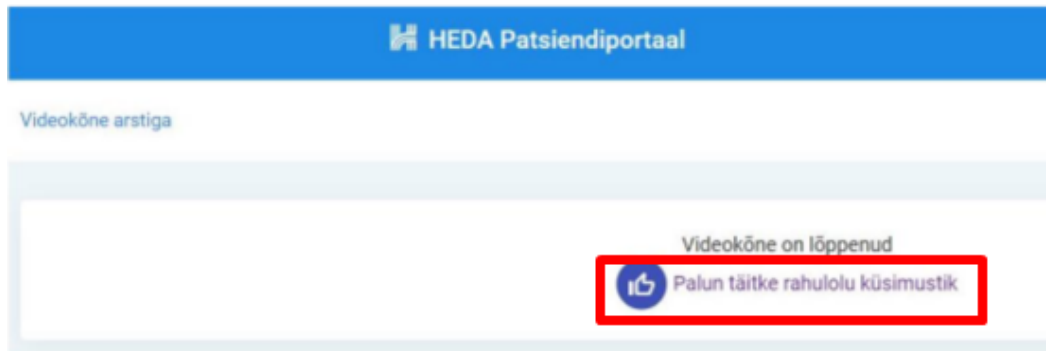 HEDA Patsiendiportaal
Videokõne arstiga
Videokõne on lõppenud
Palun täitke rahulolu küsimustik